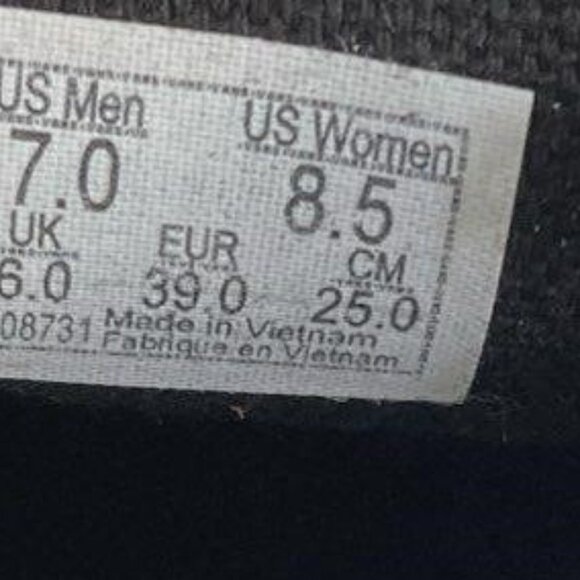 US Men US Women
7.0 8.5
UK EUR CM
6.0 39.0 25.0
08731 Made in Vietnam
Fabriqué en Vietnam